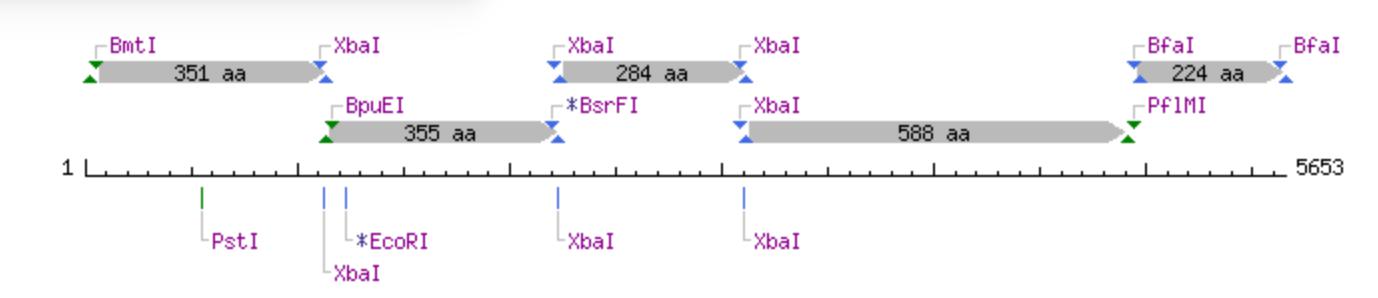 BmtI XbaI XbaI XbaI BfaI BfaI
351 aa 284 aa 224 aa
BpuEI *BsrFI XbaI PflMI
355 aa 588 aa
1 5653
PstI *EcoRI XbaI XbaI
XbaI